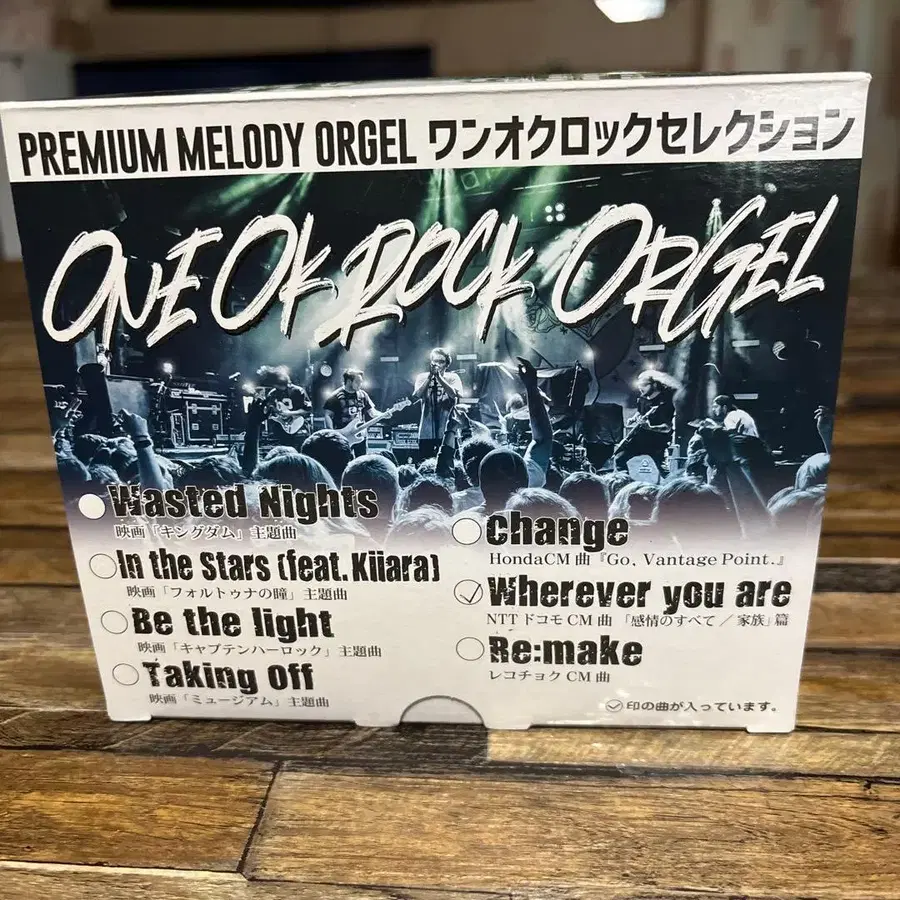 PREMIUM MELODY ORGEL ワンオクロックセレクション
ONE OK ROCK ORGEL
Wasted Nights
映画「キングダム」主題曲
In the Stars (feat. Kiiara)
映画「フォルトゥナの瞳」主題曲
Be the light
映画「キャプテンハーロック」主題曲
Taking Off
映画「ミュージアム」主題曲
Change
HondaCM曲『Go, Vantage Point.』
Wherever you are
NTTドコモCM曲 「感情のすべて/家族」篇
Re:make
レコチョクCM曲
印の曲が入っています。